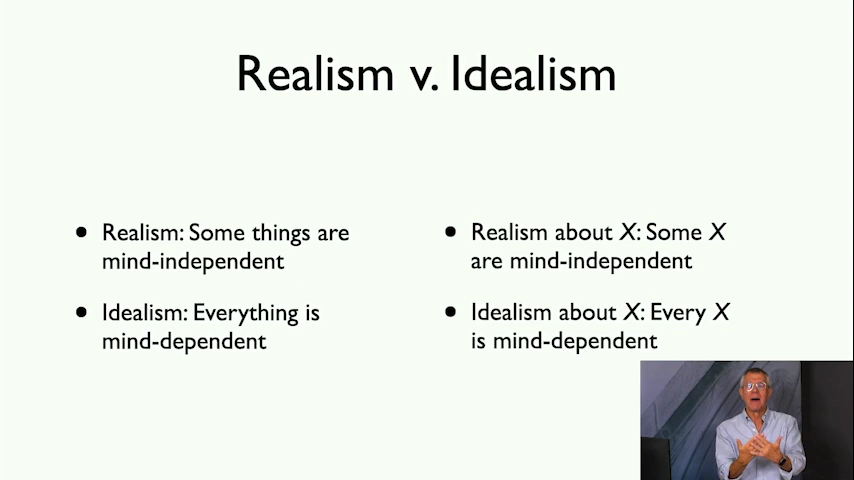 Realism v. Idealism
• Realism: Some things are
mind-independent
• Idealism: Everything is
mind-dependent
• Realism about X: Some X
are mind-independent
• Idealism about X: Every X
is mind-dependent